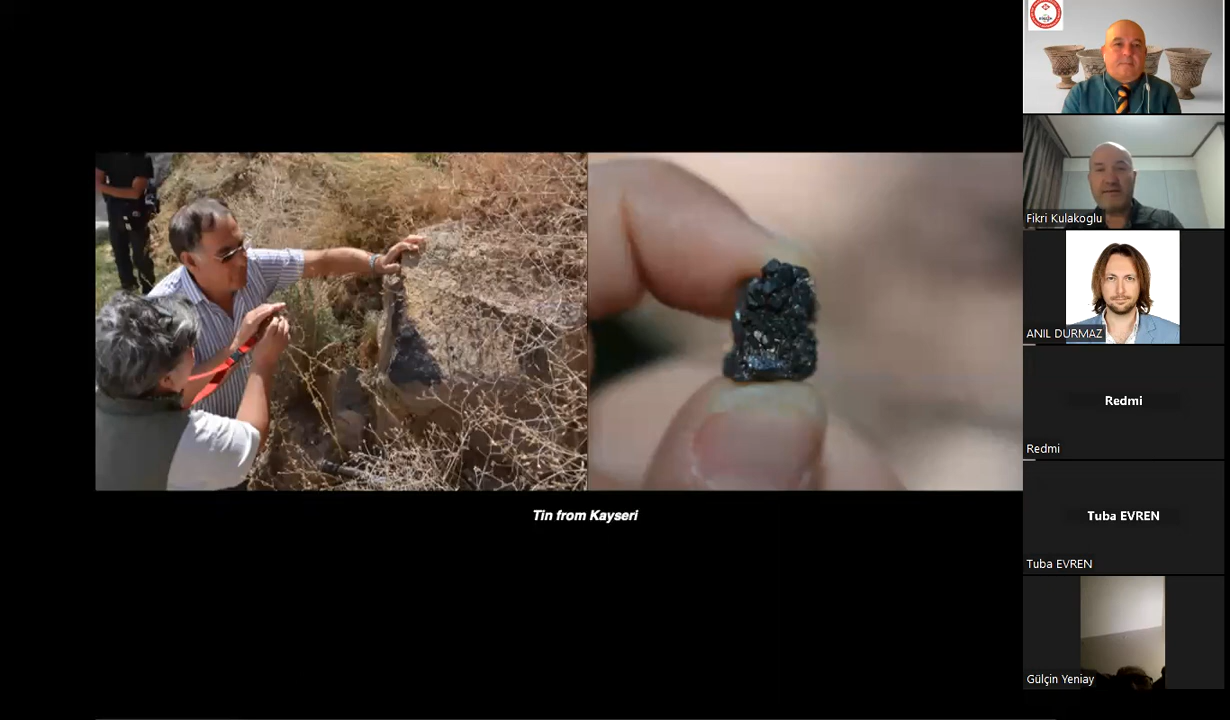 Tin from Kayseri
Fikri Kulakoglu
ANIL DURMAZ
Redmi
Redmi
Tuba EVREN
Tuba EVREN
Gülçin Yeniay